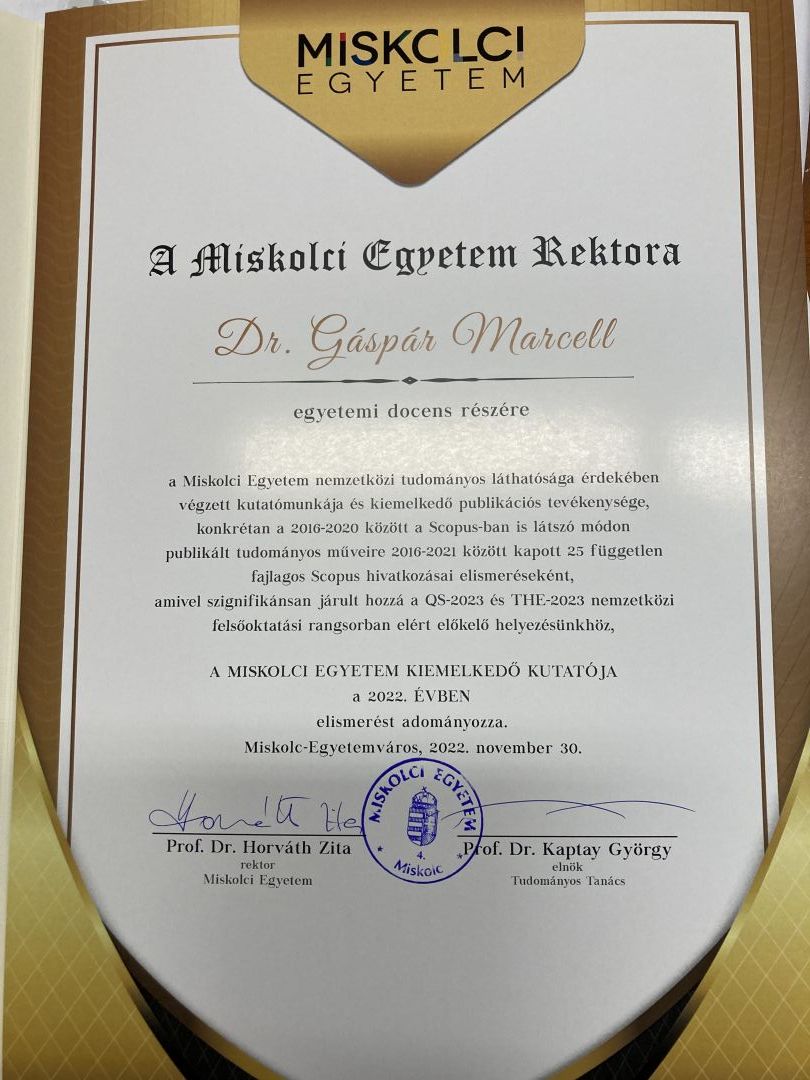 MISKOLCI
EGYETEM
A Miskolci Egyetem Rektora
Dr. Gáspár Marcell
egyetemi docens részére
a Miskolci Egyetem nemzetközi tudományos láthatósága érdekében
végzett kutatómunkája és kiemelkedő publikációs tevékenysége,
konkrétan a 2016-2020 között a Scopus-ban is látszó módon
publikált tudományos műveire 2016-2021 között kapott 25 független
fajlagos Scopus hivatkozásai elismeréseként,
amivel szignifikánsan járult hozzá a QS-2023 és THE-2023 nemzetközi
felsőoktatási rangsorban elért előkelő helyezésünkhöz,
A MISKOLCI EGYETEM KIEMELKEDŐ KUTATÓJA
a 2022. ÉVBEN
elismerést adományozza.
Miskolc-Egyetemváros, 2022. november 30.
MISKOLCI EGYETEM
4.
Miskolc
Horváth Zita
Prof. Dr. Horváth Zita
rektor
Miskolci Egyetem
Prof. Dr. Kaptay György
elnök
Tudományos Tanács